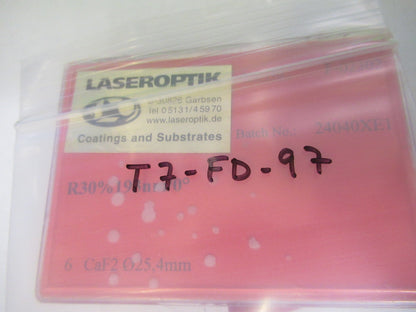 LASEROPTIK
D-30826 Garbsen
Tel 05131/45970
www.laseroptik.de
Coatings and Substrates
Batch No.: 24040XE1
T7-FD-97
R30% 0°
6 CaF2 Ø25.4mm